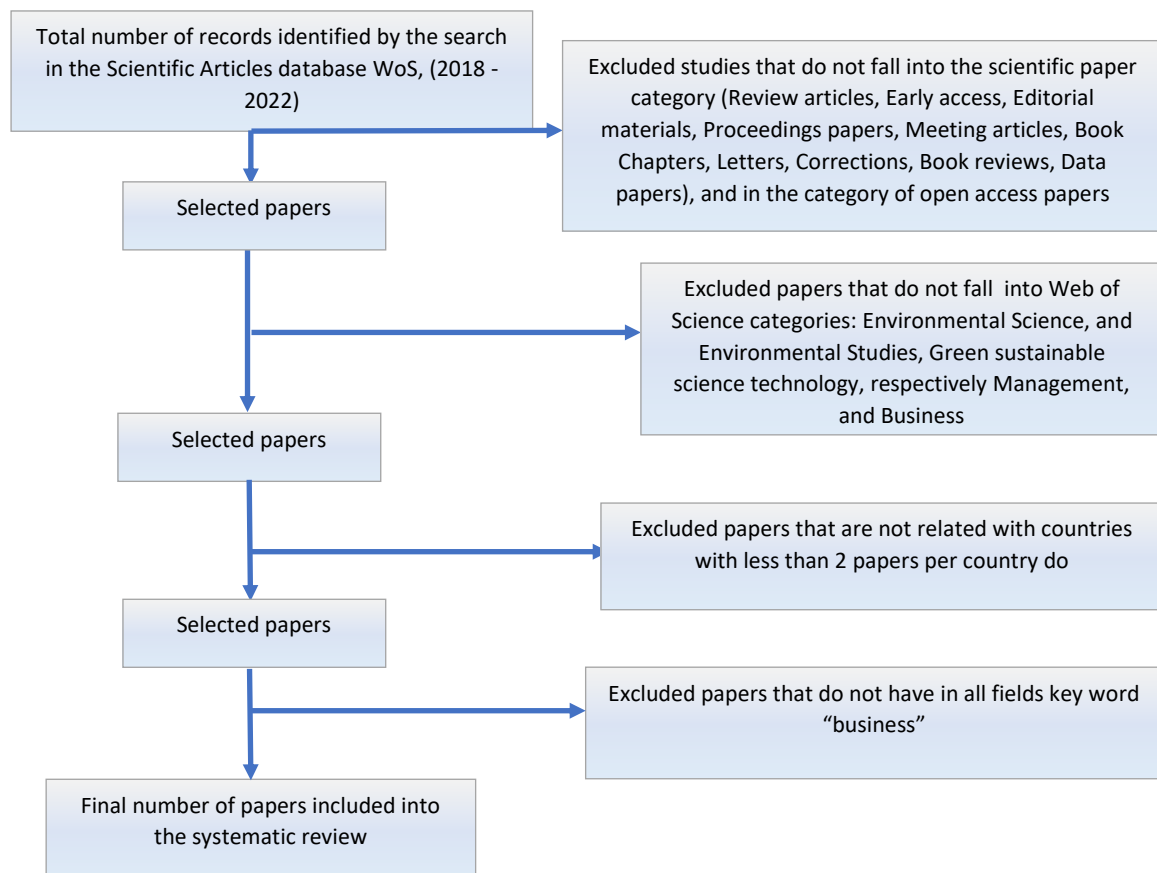 Total number of records identified by the search
in the Scientific Articles database WoS, (2018 -
2022)
Excluded studies that do not fall into the scientific paper
category (Review articles, Early access, Editorial
materials, Proceedings papers, Meeting articles, Book
Chapters, Letters, Corrections, Book reviews, Data
papers), and in the category of open access papers
Selected papers
Excluded papers that do not fall into Web of
Science categories: Environmental Science, and
Environmental Studies, Green sustainable
science technology, respectively Management,
and Business
Selected papers
Excluded papers that are not related with countries
with less than 2 papers per country do
Selected papers
Excluded papers that do not have in all fields key word
“business”
Final number of papers included into
the systematic review